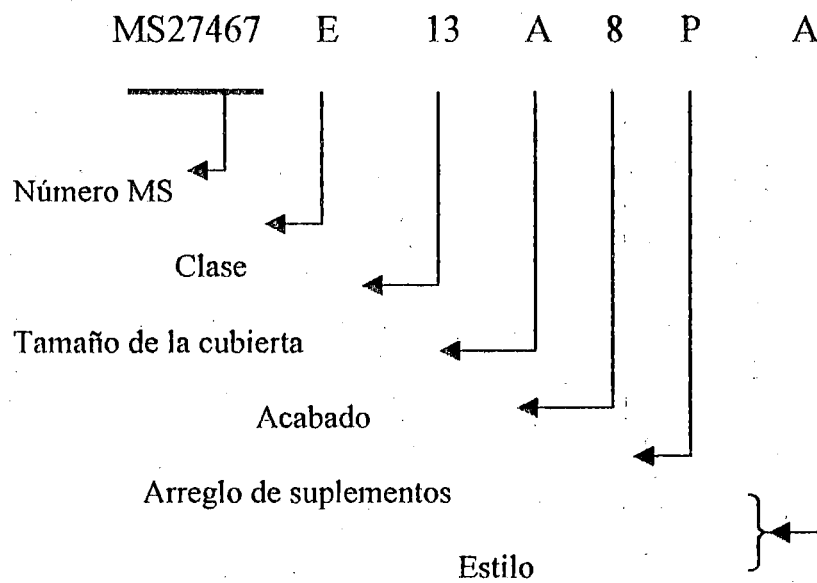 MS27467 E 13 A 8 P A
Número MS
Clase
Tamaño de la cubierta
Acabado
Arreglo de suplementos
Estilo